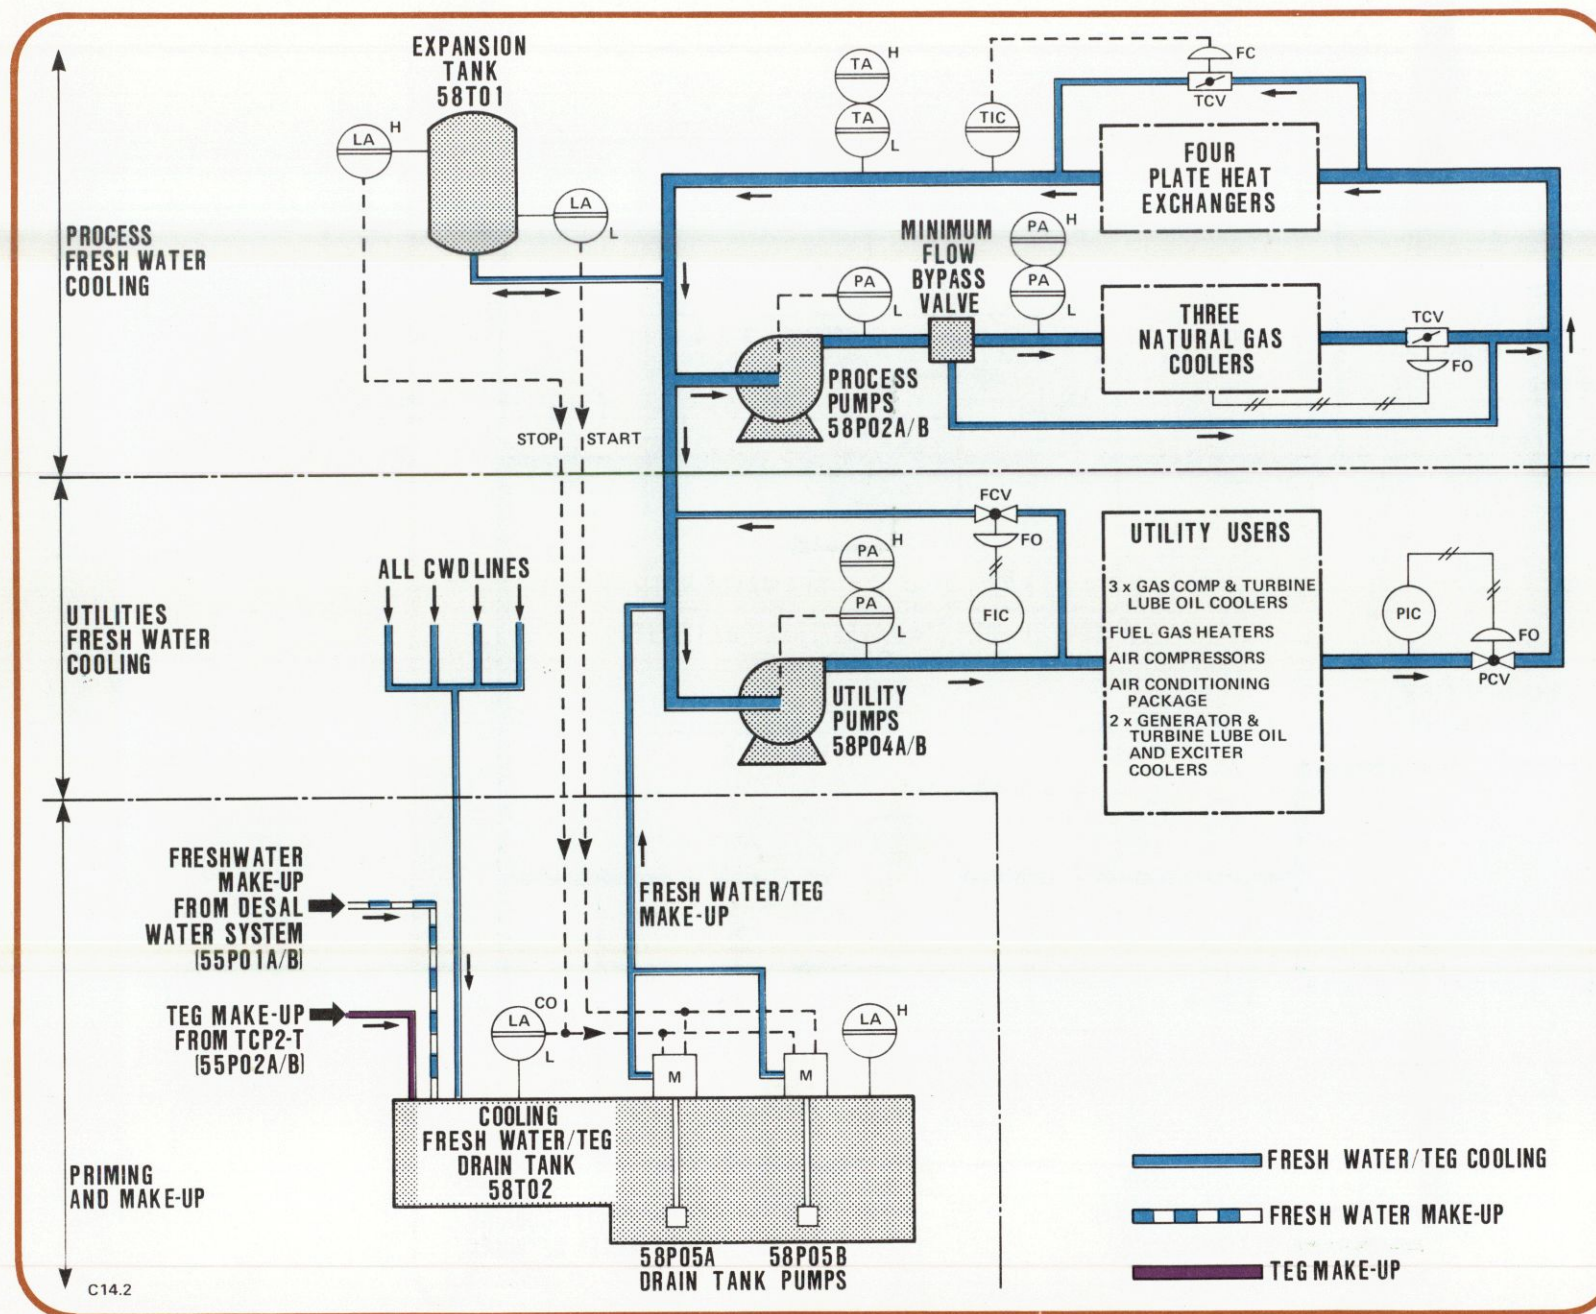 EXPANSION
TANK
58T01
LA
H
LA
L
TA
H
TA
L
TIC
FC
TCV
FOUR
PLATE HEAT
EXCHANGERS
PROCESS
FRESH WATER
COOLING
MINIMUM
FLOW
BYPASS
VALVE
PA
L
PA
H
PA
L
THREE
NATURAL GAS
COOLERS
TCV
FO
PROCESS
PUMPS
58P02A/B
STOP
START
UTILITIES
FRESH WATER
COOLING
ALL CWD LINES
FCV
FO
PA
H
PA
L
FIC
UTILITY
PUMPS
58P04A/B
UTILITY USERS
3 x GAS COMP & TURBINE
LUBE OIL COOLERS
FUEL GAS HEATERS
AIR COMPRESSORS
AIR CONDITIONING
PACKAGE
2 x GENERATOR &
TURBINE LUBE OIL
AND EXCITER
COOLERS
PIC
FO
PCV
FRESHWATER
MAKE-UP
FROM DESAL
WATER SYSTEM
(55P01A/B)
TEG MAKE-UP
FROM TCP2-T
(55P02A/B)
FRESH WATER/TEG
MAKE-UP
LA
CO
L
LA
H
M
M
COOLING
FRESH WATER/TEG
DRAIN TANK
58T02
58P05A
58P05B
DRAIN TANK PUMPS
PRIMING
AND MAKE-UP
FRESH WATER/TEG COOLING
FRESH WATER MAKE-UP
TEG MAKE-UP
C14.2